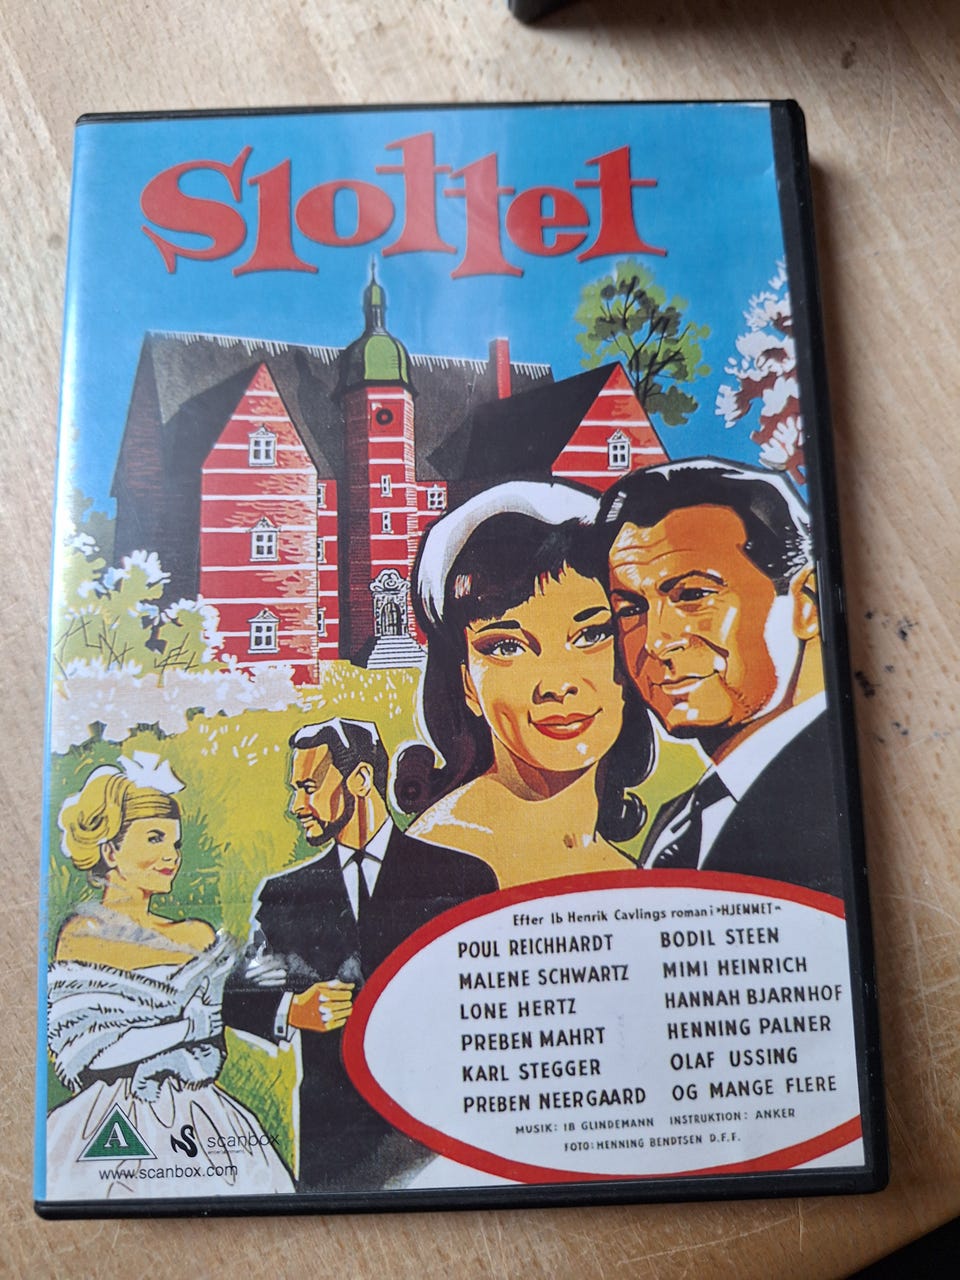 Slottet
Efter Ib Henrik Cavlings roman i »HJEMMET«
POUL REICHHARDT
MALENE SCHWARTZ
LONE HERTZ
PREBEN MAHRT
KARL STEGGER
PREBEN NEERGAARD
BODIL STEEN
MIMI HEINRICH
HANNAH BJARNHOF
HENNING PALNER
OLAF USSING
OG MANGE FLERE
MUSIK: IB GLINDEMANN INSTRUKTION: ANKER
FOTO: HENNING BENDTSEN D.F.F.
A
scanbox
entertainment
www.scanbox.com